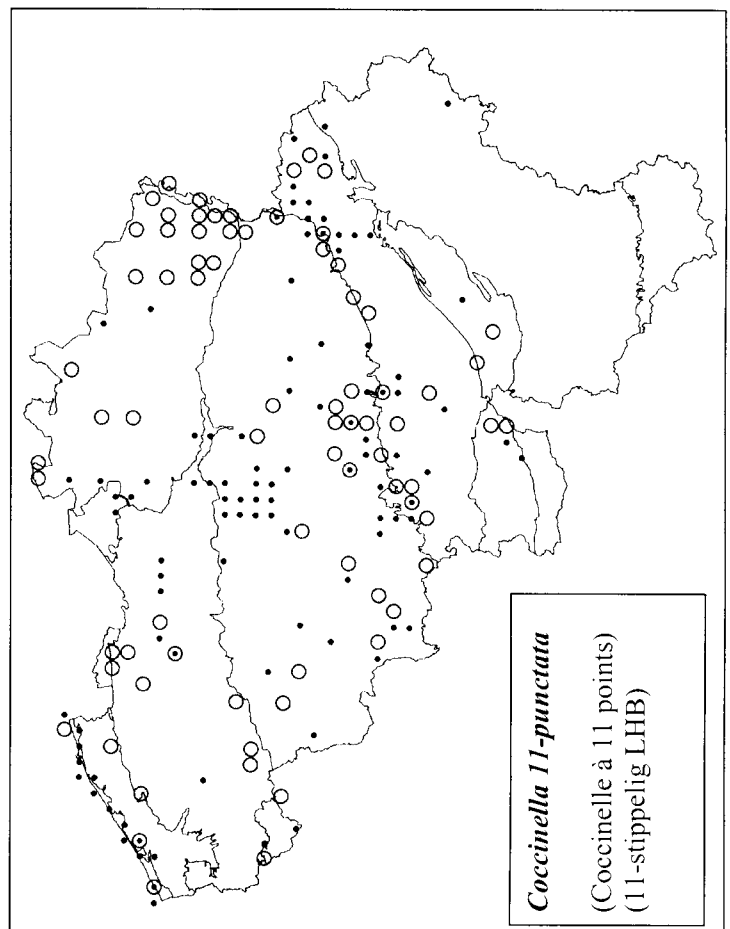 Coccinella 11-punctata
(Coccinelle à 11 points)
(11-stippelig LHB)